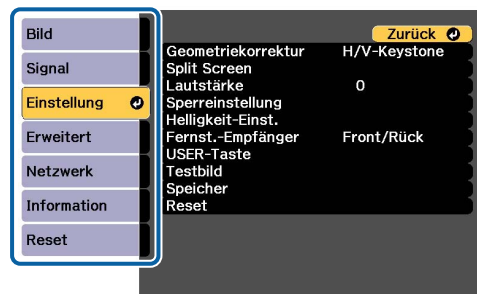 Bild
Signal
Einstellung
Erweitert
Netzwerk
Information
Reset
Zurück
Geometriekorrektur H/V-Keystone
Split Screen
Lautstärke 0
Sperreinstellung
Helligkeit-Einst.
Fernst.-Empfänger Front/Rück
USER-Taste
Testbild
Speicher
Reset